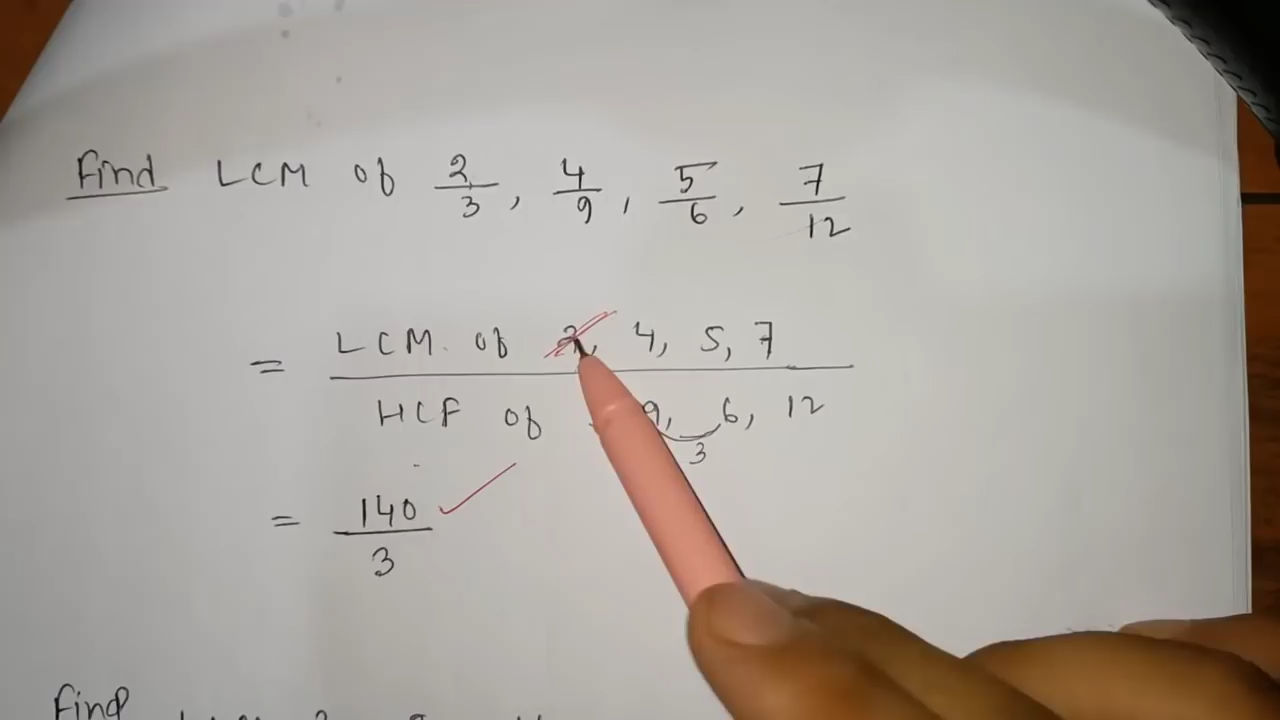 Find LCM of 2/3, 4/9, 5/6, 7/12
= LCM of 2, 4, 5, 7
HCF of 9, 6, 12
3
= 140/3
Find